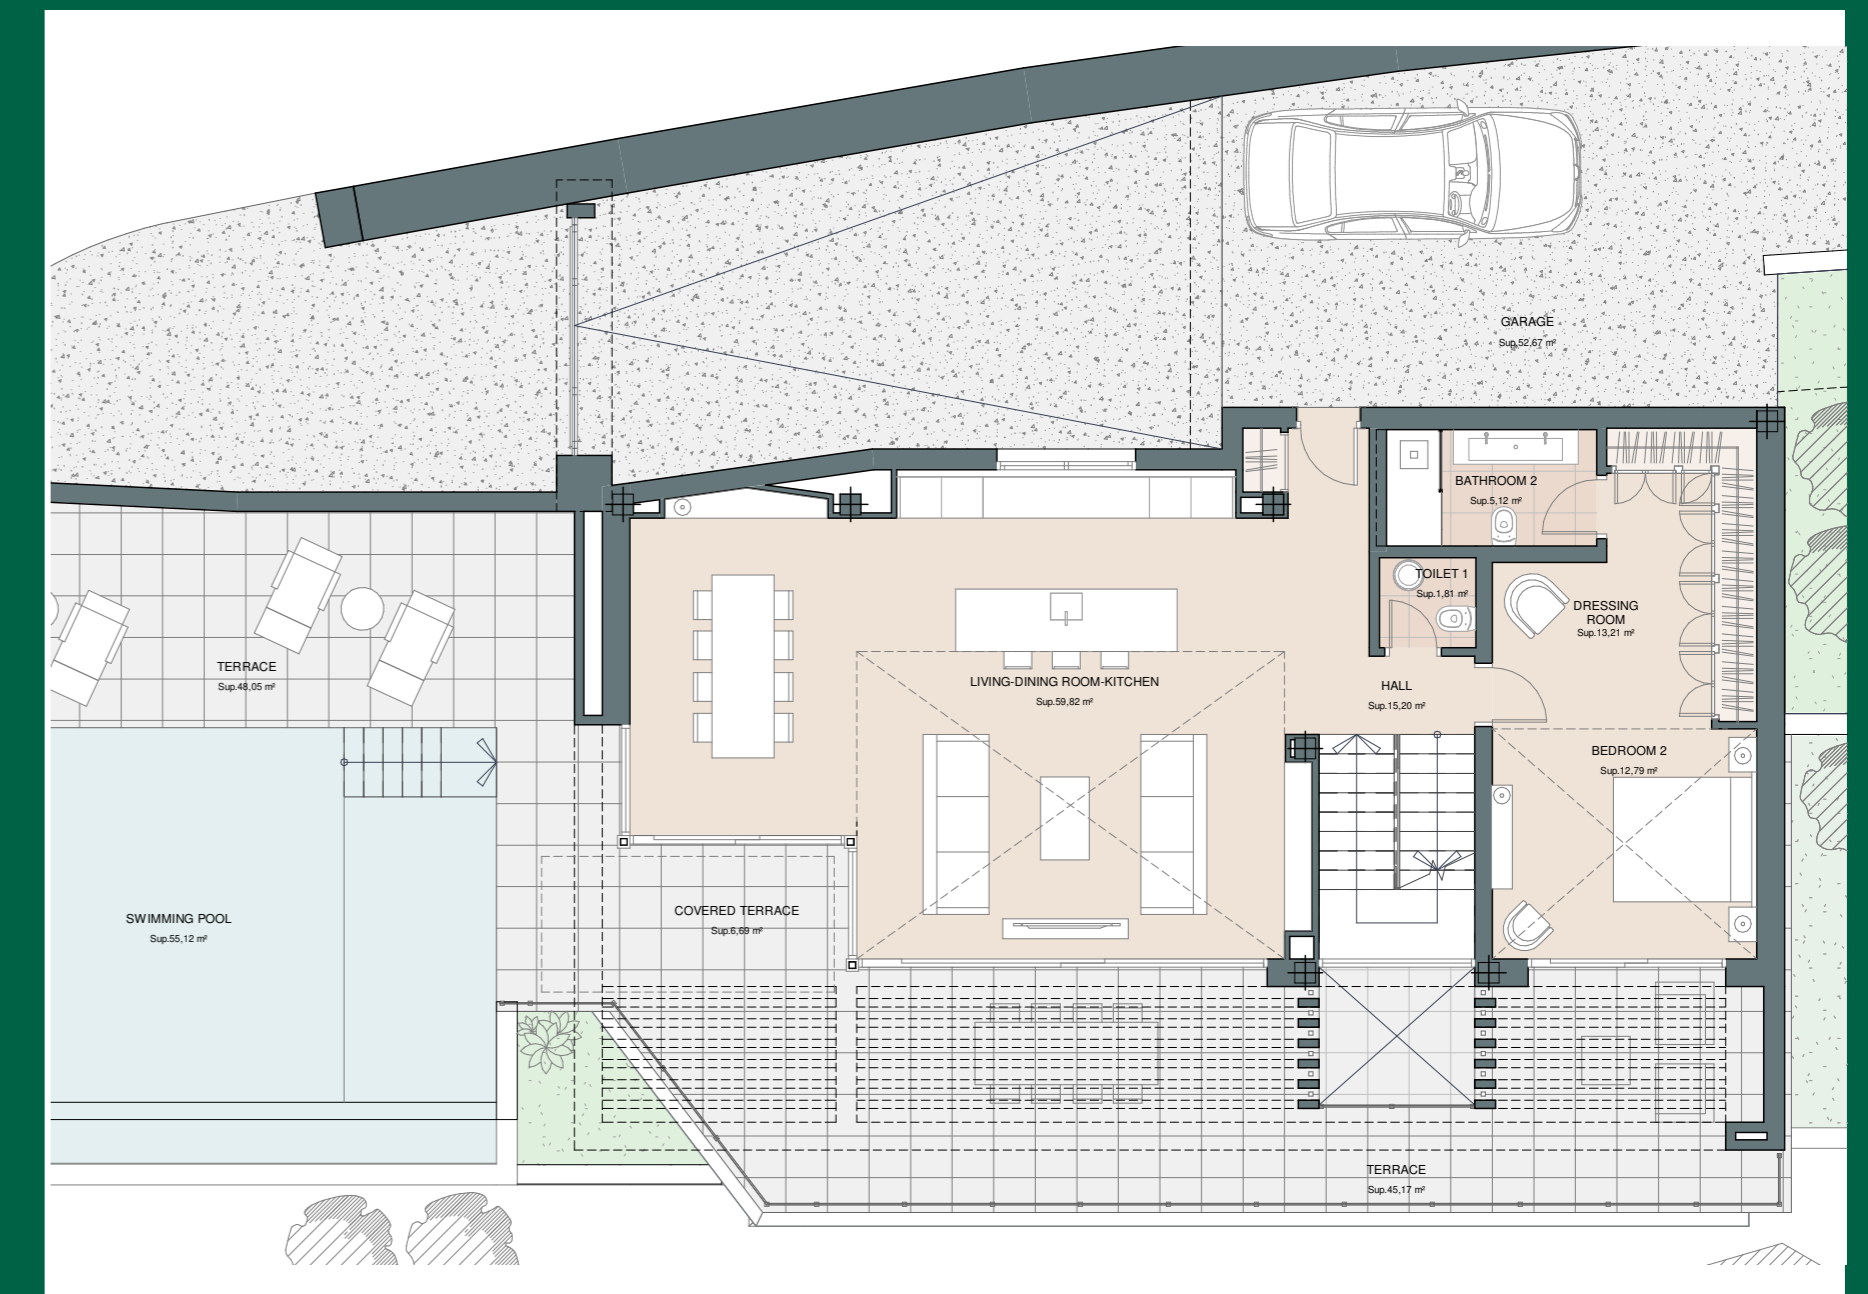 GARAGE
Sup.52,67 m²
BATHROOM 2
Sup.5,12 m²
TOILET 1
Sup.1,81 m²
DRESSING
ROOM
Sup.13,21 m²
TERRACE
Sup.48,05 m²
LIVING-DINING ROOM-KITCHEN
Sup.59,82 m²
HALL
Sup.15,20 m²
BEDROOM 2
Sup.12,79 m²
SWIMMING POOL
Sup.55,12 m²
COVERED TERRACE
Sup.6,69 m²
TERRACE
Sup.45,17 m²